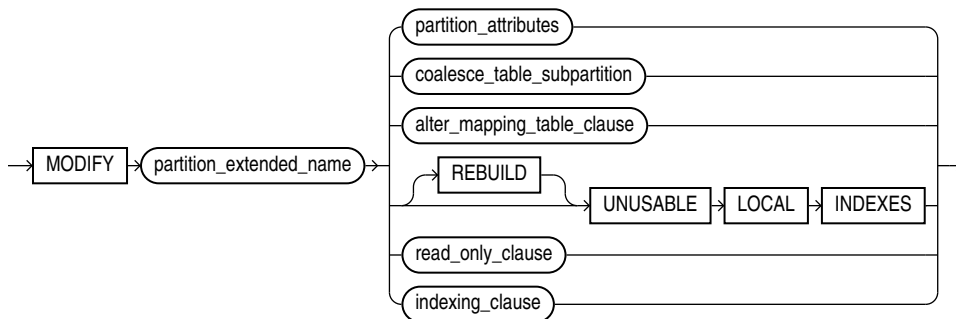 partition_attributes
coalesce_table_subpartition
alter_mapping_table_clause
MODIFY partition_extended_name
REBUILD
UNUSABLE LOCAL INDEXES
read_only_clause
indexing_clause